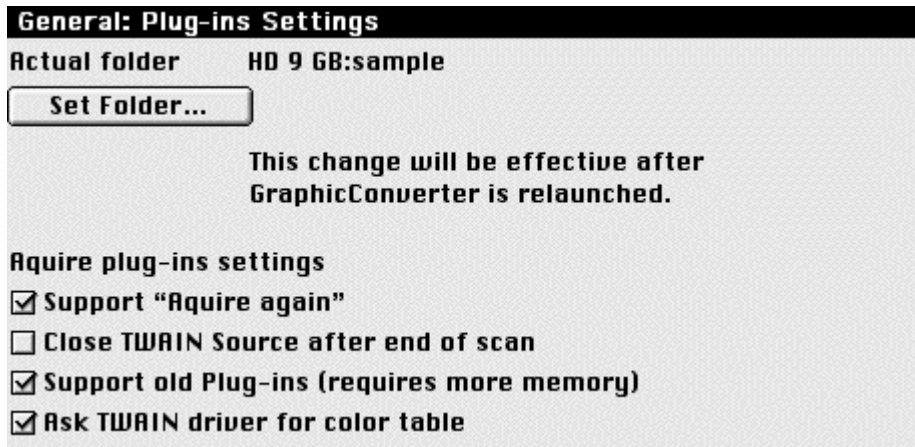 General: Plug-ins Settings
Actual folder HD 9 GB:sample
Set Folder...
This change will be effective after
GraphicConverter is relaunched.
Aquire plug-ins settings
Support “Aquire again”
Close TWAIN Source after end of scan
Support old Plug-ins (requires more memory)
Ask TWAIN driver for color table